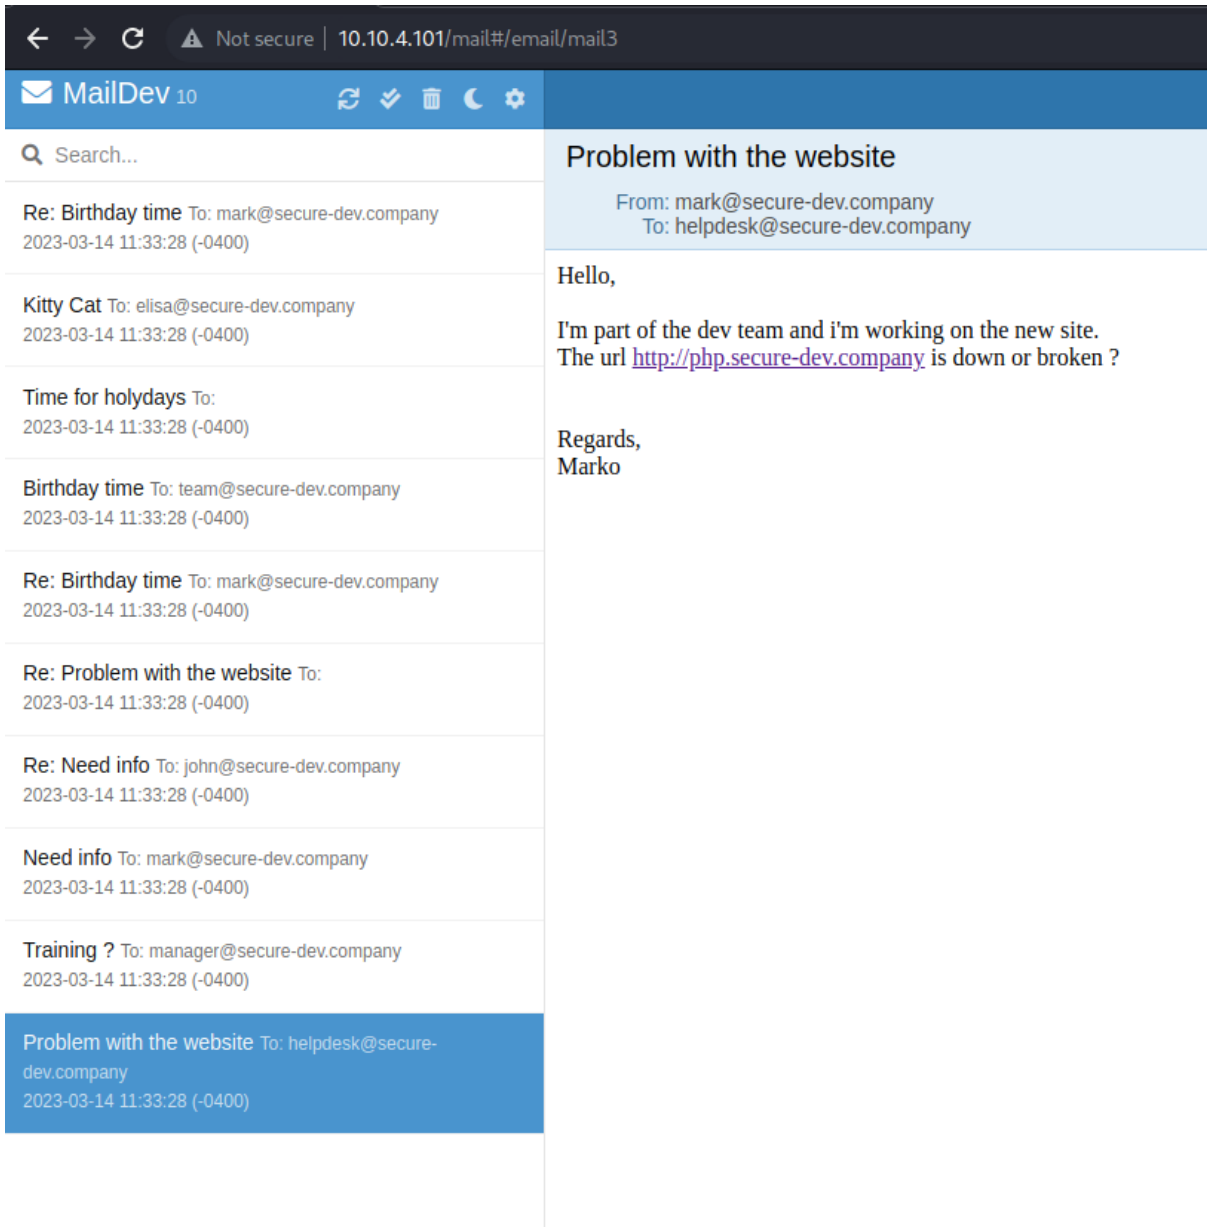 Not secure | 10.10.4.101/mail#/email/mail3
MailDev 10
Search...
Re: Birthday time To: mark@secure-dev.company
2023-03-14 11:33:28 (-0400)
Kitty Cat To: elisa@secure-dev.company
2023-03-14 11:33:28 (-0400)
Time for holydays To:
2023-03-14 11:33:28 (-0400)
Birthday time To: team@secure-dev.company
2023-03-14 11:33:28 (-0400)
Re: Birthday time To: mark@secure-dev.company
2023-03-14 11:33:28 (-0400)
Re: Problem with the website To:
2023-03-14 11:33:28 (-0400)
Re: Need info To: john@secure-dev.company
2023-03-14 11:33:28 (-0400)
Need info To: mark@secure-dev.company
2023-03-14 11:33:28 (-0400)
Training ? To: manager@secure-dev.company
2023-03-14 11:33:28 (-0400)
Problem with the website To: helpdesk@secure-
dev.company
2023-03-14 11:33:28 (-0400)
Problem with the website
From: mark@secure-dev.company
To: helpdesk@secure-dev.company
Hello,
I'm part of the dev team and i'm working on the new site.
The url http://php.secure-dev.company is down or broken ?
Regards,
Marko